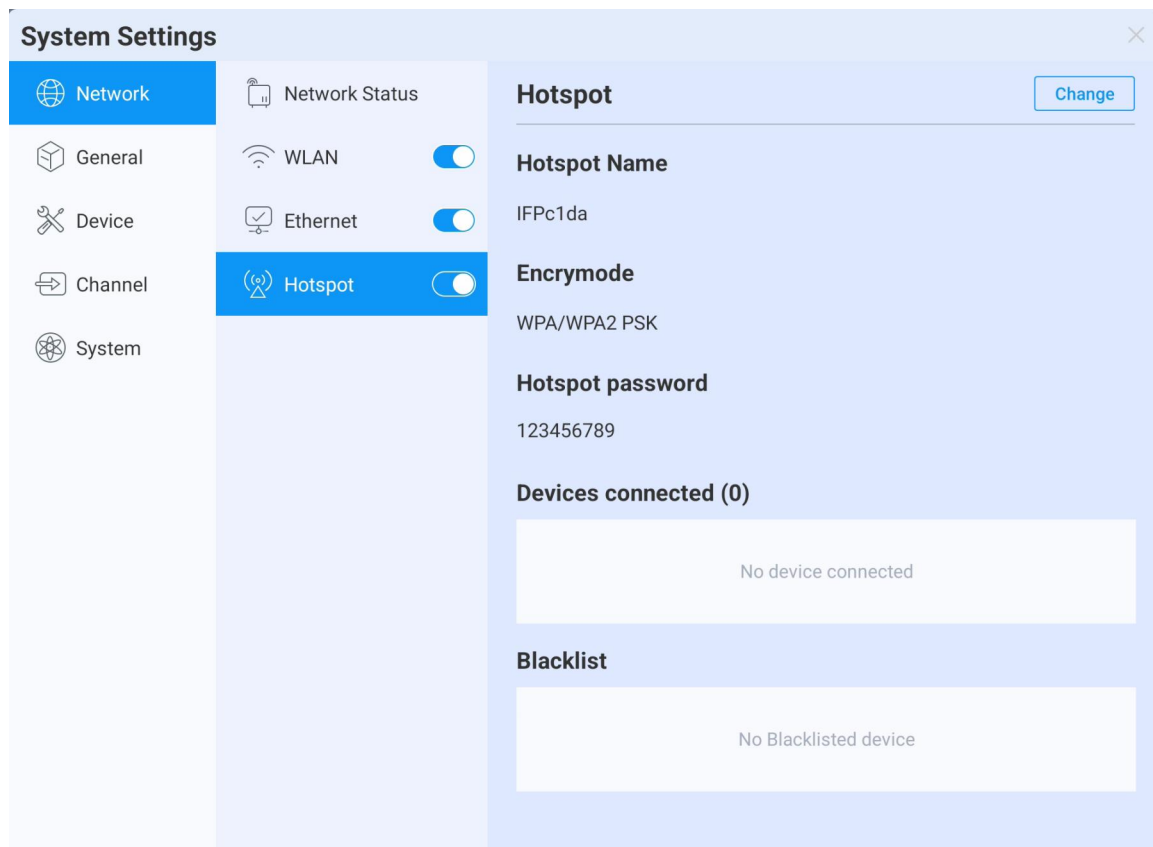 System Settings
Network
General
Device
Channel
System
Network Status
WLAN
Ethernet
Hotspot
Hotspot
Change
Hotspot Name
IFPc1da
Encrymode
WPA/WPA2 PSK
Hotspot password
123456789
Devices connected (0)
No device connected
Blacklist
No Blacklisted device